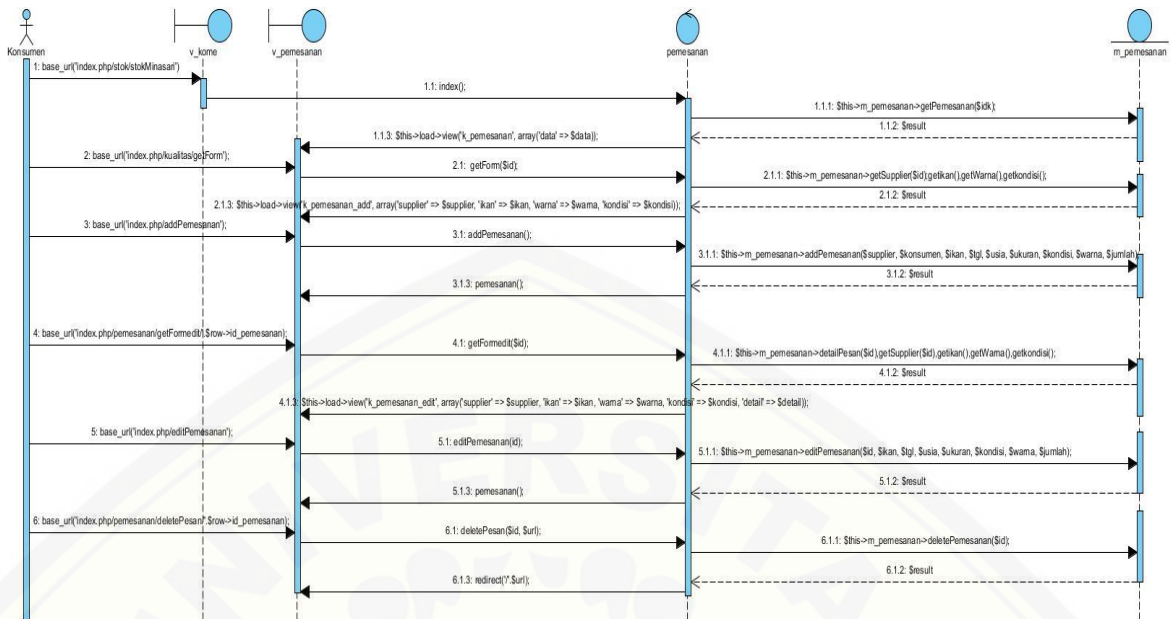 Konsumen
v_kome
v_pemesanan
pemesanan
m_pemesanan
1: base_url('index.php/stok/stokMinasari')
1.1: index();
1.1.1: $this->m_pemesanan->getPemesanan($idk);
1.1.2: $result
1.1.3: $this->load->view('k_pemesanan', array('data' => $data));
2: base_url('index.php/kualitas/getForm');
2.1: getForm($id);
2.1.1: $this->m_pemesanan->getSupplier($id),getikan(),getWarna(),getkondisi();
2.1.2: $result
2.1.3: $this->load->view('k_pemesanan_add', array('supplier' => $supplier, 'ikan' => $ikan, 'warna' => $warna, 'kondisi' => $kondisi));
3: base_url('index.php/addPemesanan');
3.1: addPemesanan();
3.1.1: $this->m_pemesanan->addPemesanan($supplier, $konsumen, $ikan, $tgl, $usia, $ukuran, $kondisi, $warna, $jumlah)
3.1.2: $result
3.1.3: pemesanan();
4: base_url('index.php/pemesanan/getFormedit/'.$row->id_pemesanan);
4.1: getFormedit($id);
4.1.1: $this->m_pemesanan->detailPesan($id),getSupplier($id),getikan(),getWarna(),getkondisi();
4.1.2: $result
4.1.3: $this->load->view('k_pemesanan_edit', array('supplier' => $supplier, 'ikan' => $ikan, 'warna' => $warna, 'kondisi' => $kondisi, 'detail' => $detail));
5: base_url('index.php/editPemesanan');
5.1: editPemesanan(id);
5.1.1: $this->m_pemesanan->editPemesanan($id, $ikan, $tgl, $usia, $ukuran, $kondisi, $warna, $jumlah);
5.1.2: $result
5.1.3: pemesanan();
6: base_url('index.php/pemesanan/deletePesan/'.$row->id_pemesanan);
6.1: deletePesan($id, $url);
6.1.1: $this->m_pemesanan->deletePemesanan($id);
6.1.2: $result
6.1.3: redirect('/'.$url);
NIVERSITA